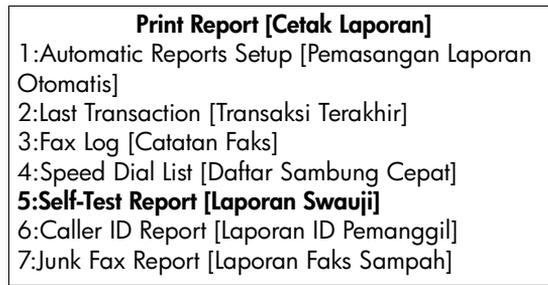 Print Report [Cetak Laporan]
1:Automatic Reports Setup [Pemasangan Laporan
Otomatis]
2:Last Transaction [Transaksi Terakhir]
3:Fax Log [Catatan Faks]
4:Speed Dial List [Daftar Sambung Cepat]
5:Self-Test Report [Laporan Swauji]
6:Caller ID Report [Laporan ID Pemanggil]
7:Junk Fax Report [Laporan Faks Sampah]